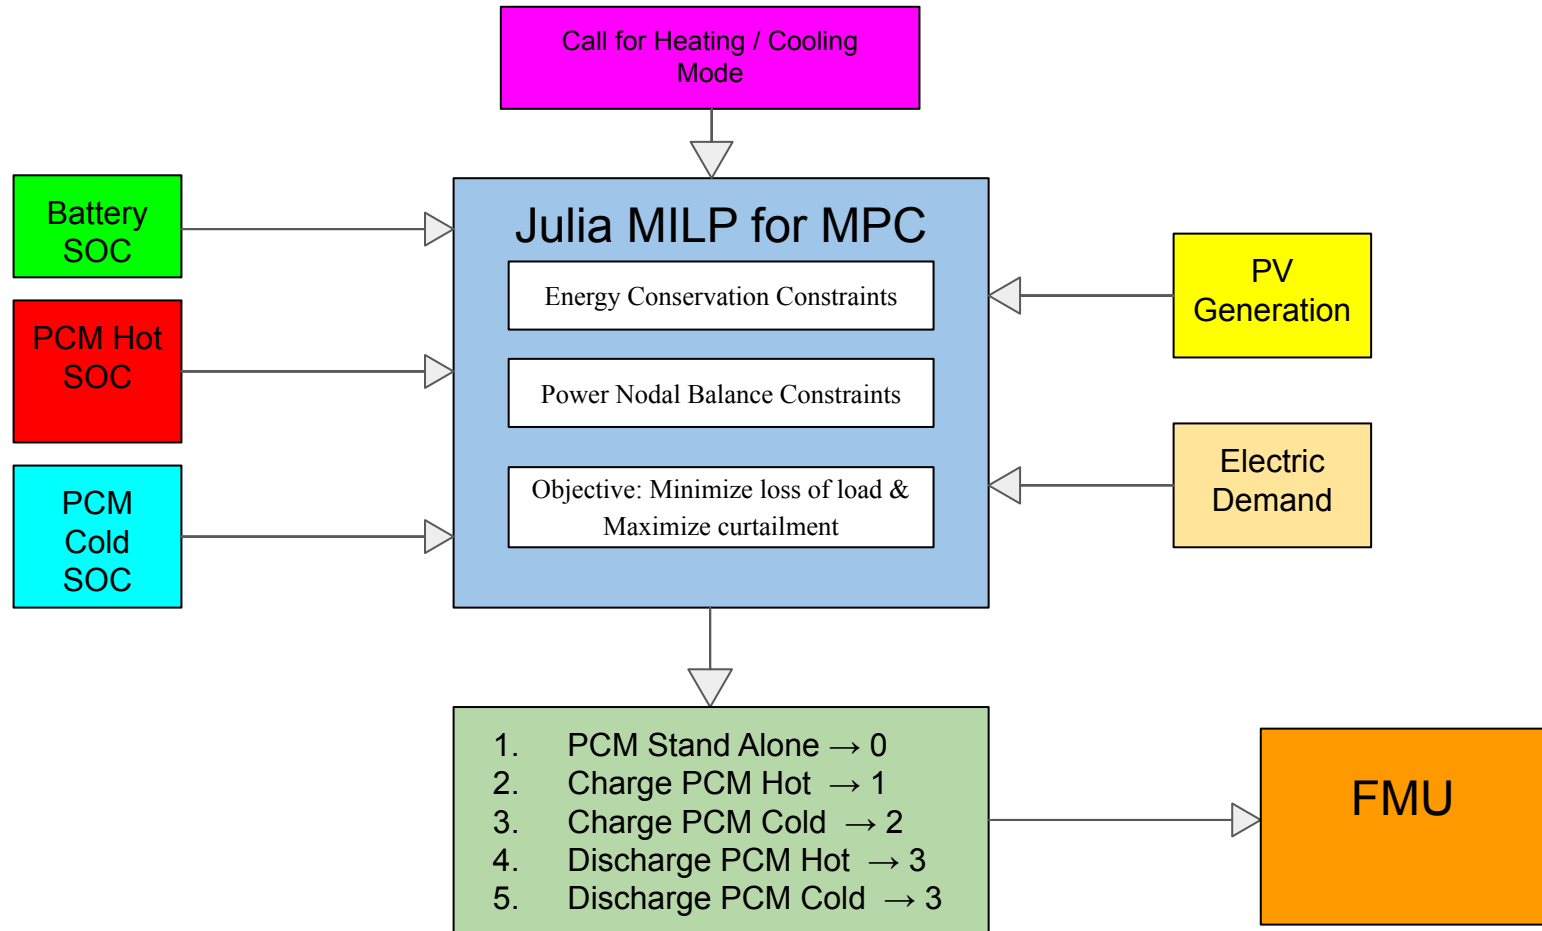 Call for Heating / Cooling
Mode
Battery
SOC
PCM Hot
SOC
PCM
Cold
SOC
Julia MILP for MPC
Energy Conservation Constraints
Power Nodal Balance Constraints
Objective: Minimize loss of load &
Maximize curtailment
PV
Generation
Electric
Demand
1. PCM Stand Alone → 0
2. Charge PCM Hot → 1
3. Charge PCM Cold → 2
4. Discharge PCM Hot → 3
5. Discharge PCM Cold → 3
FMU